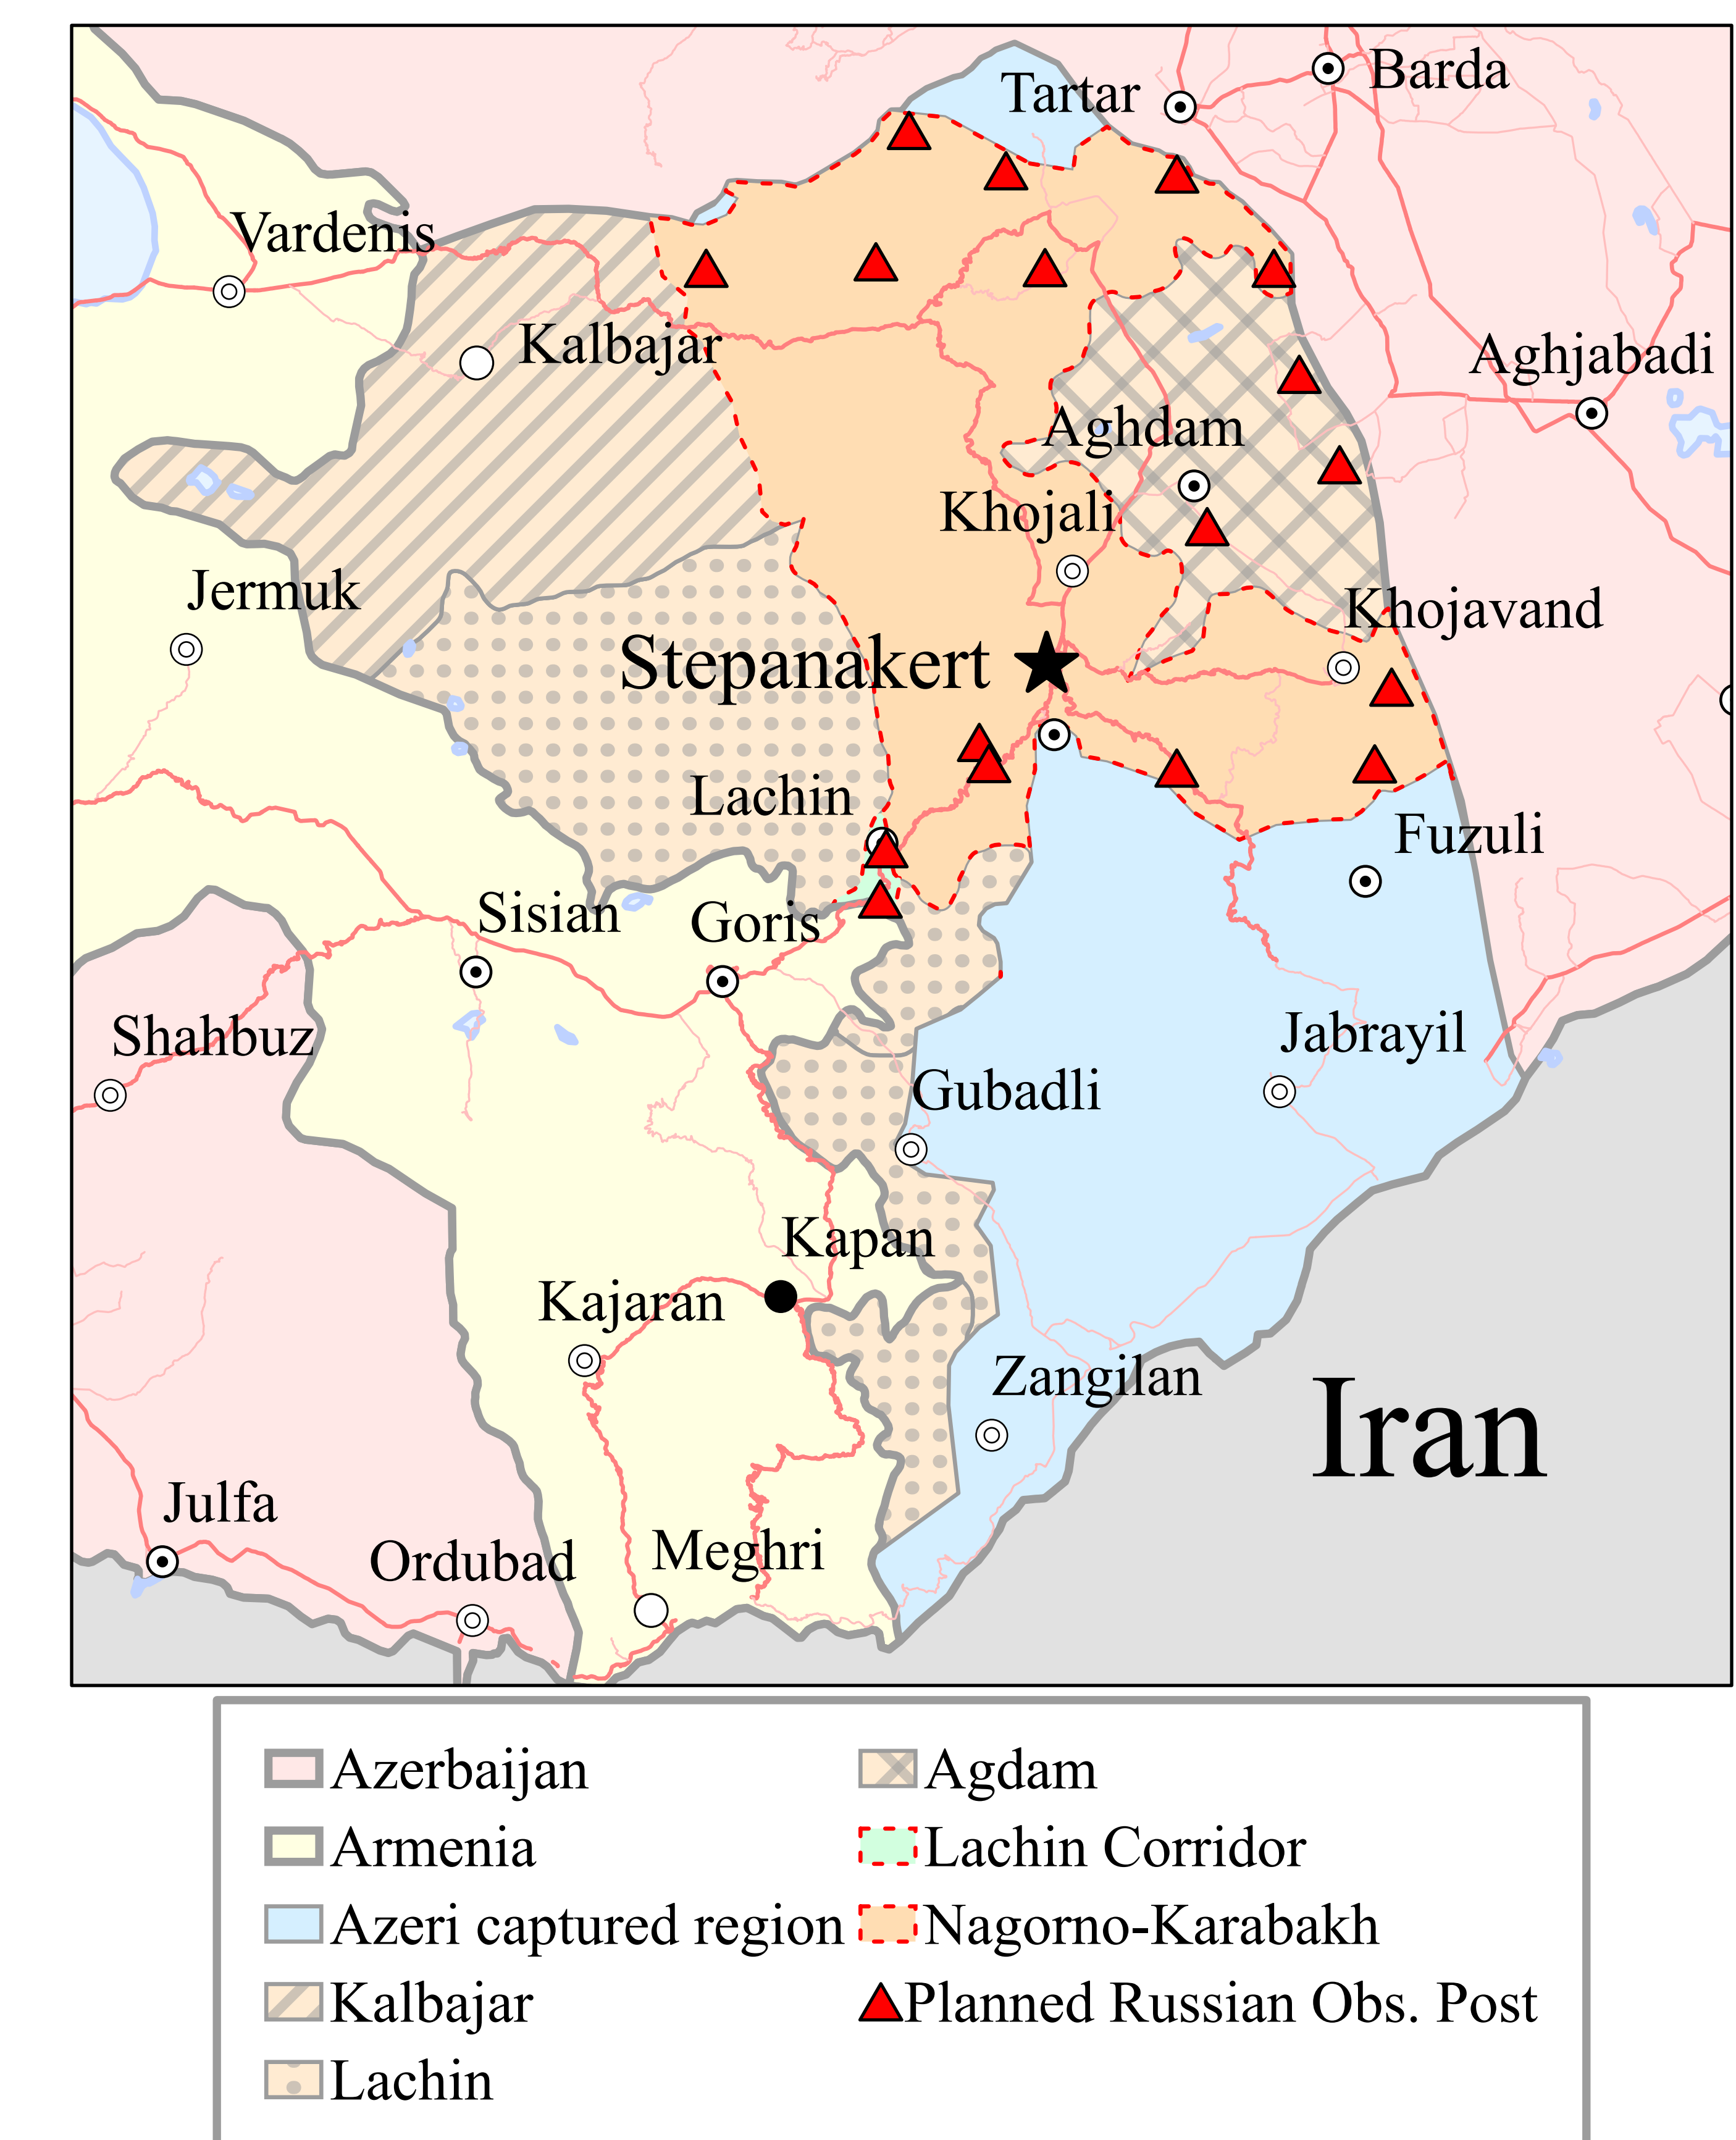 Barda
Tartar
Vardenis
Kalbajar
Aghjabadi
Aghdam
Khojali
Jermuk
Khojavand
Stepanakert
Lachin
Fuzuli
Sisian
Goris
Shahbuz
Jabrayil
Gubadli
Kapan
Kajaran
Zangilan
Iran
Julfa
Ordubad
Meghri
Azerbaijan
Armenia
Azeri captured region
Kalbajar
Lachin
Agdam
Lachin Corridor
Nagorno-Karabakh
Planned Russian Obs. Post